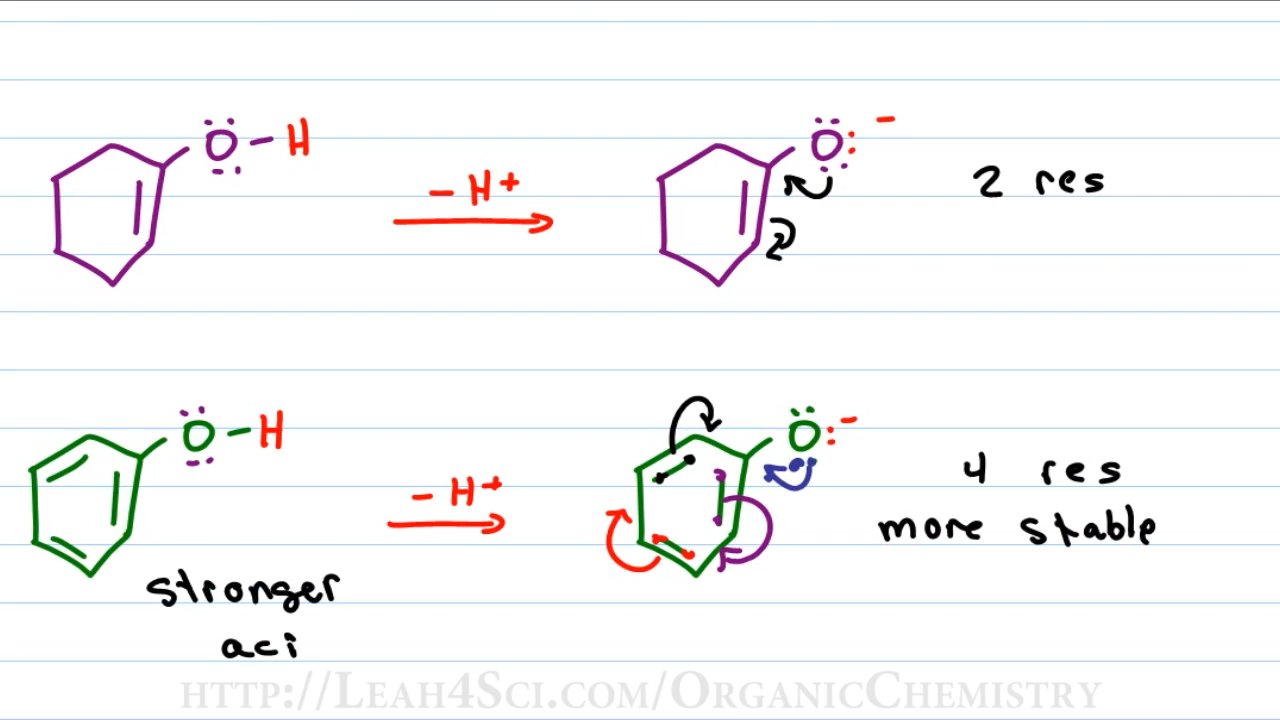 O - H
- H+
O -
2 res
O - H
- H+
O -
4 res
more stable
stronger
aci
HTTP://LEAH4SCI.COM/ORGANICCHEMISTRY